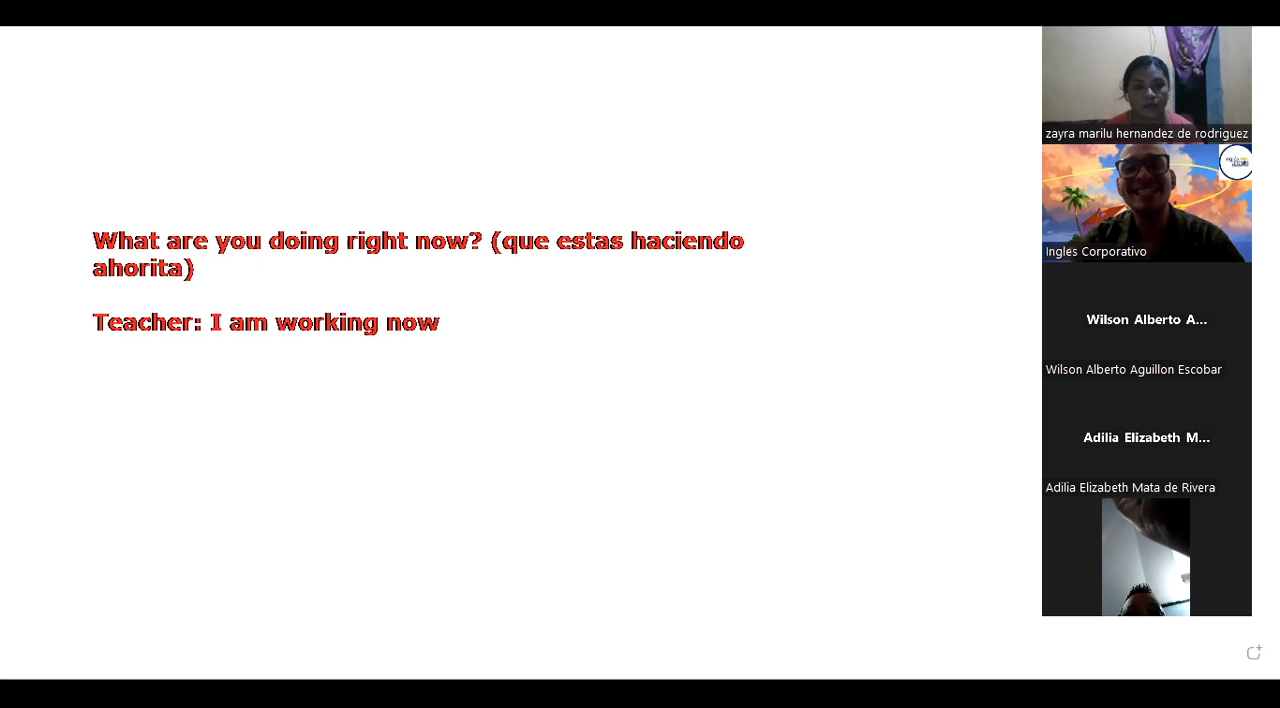 What are you doing right now? (que estas haciendo
ahorita)
Teacher: I am working now
zayra marilu hernandez de rodriguez
Ingles Corporativo
Wilson Alberto A...
Wilson Alberto Aguillon Escobar
Adilia Elizabeth M...
Adilia Elizabeth Mata de Rivera